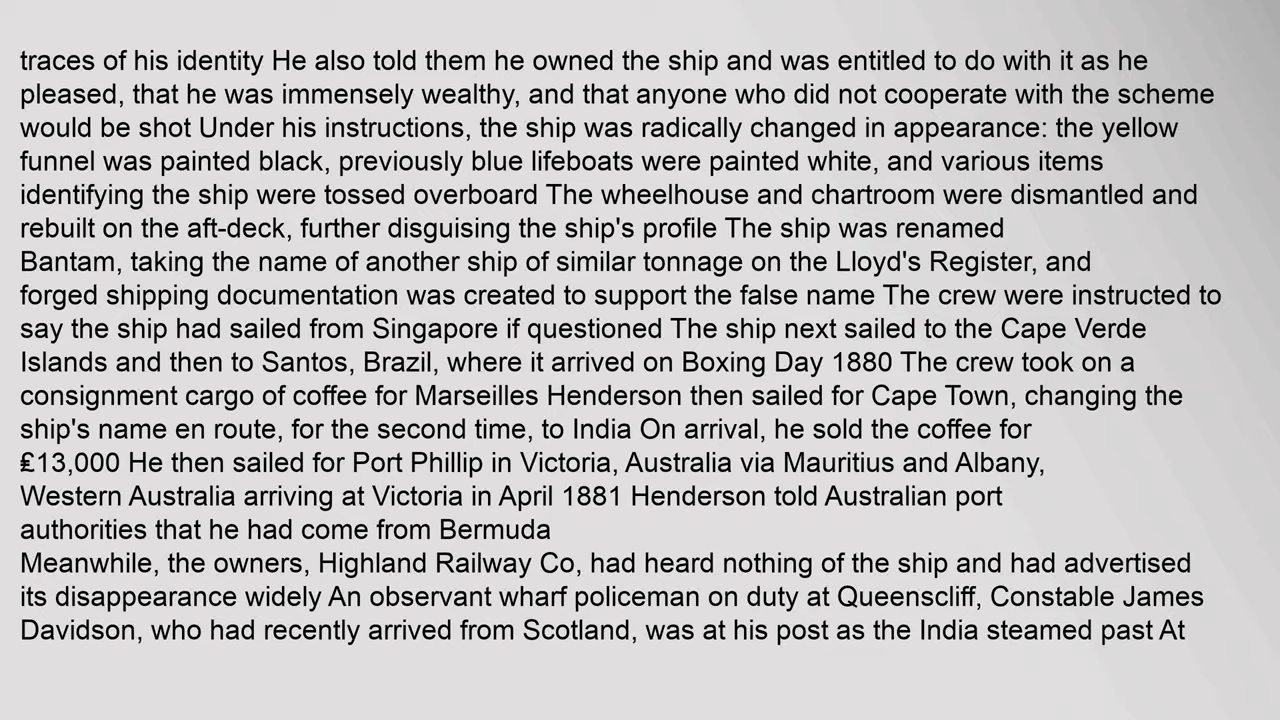 traces of his identity He also told them he owned the ship and was entitled to do with it as he
pleased, that he was immensely wealthy, and that anyone who did not cooperate with the scheme
would be shot Under his instructions, the ship was radically changed in appearance: the yellow
funnel was painted black, previously blue lifeboats were painted white, and various items
identifying the ship were tossed overboard The wheelhouse and chartroom were dismantled and
rebuilt on the aft-deck, further disguising the ship's profile The ship was renamed
Bantam, taking the name of another ship of similar tonnage on the Lloyd's Register, and
forged shipping documentation was created to support the false name The crew were instructed to
say the ship had sailed from Singapore if questioned The ship next sailed to the Cape Verde
Islands and then to Santos, Brazil, where it arrived on Boxing Day 1880 The crew took on a
consignment cargo of coffee for Marseilles Henderson then sailed for Cape Town, changing the
ship's name en route, for the second time, to India On arrival, he sold the coffee for
₤13,000 He then sailed for Port Phillip in Victoria, Australia via Mauritius and Albany,
Western Australia arriving at Victoria in April 1881 Henderson told Australian port
authorities that he had come from Bermuda
Meanwhile, the owners, Highland Railway Co, had heard nothing of the ship and had advertised
its disappearance widely An observant wharf policeman on duty at Queenscliff, Constable James
Davidson, who had recently arrived from Scotland, was at his post as the India steamed past At